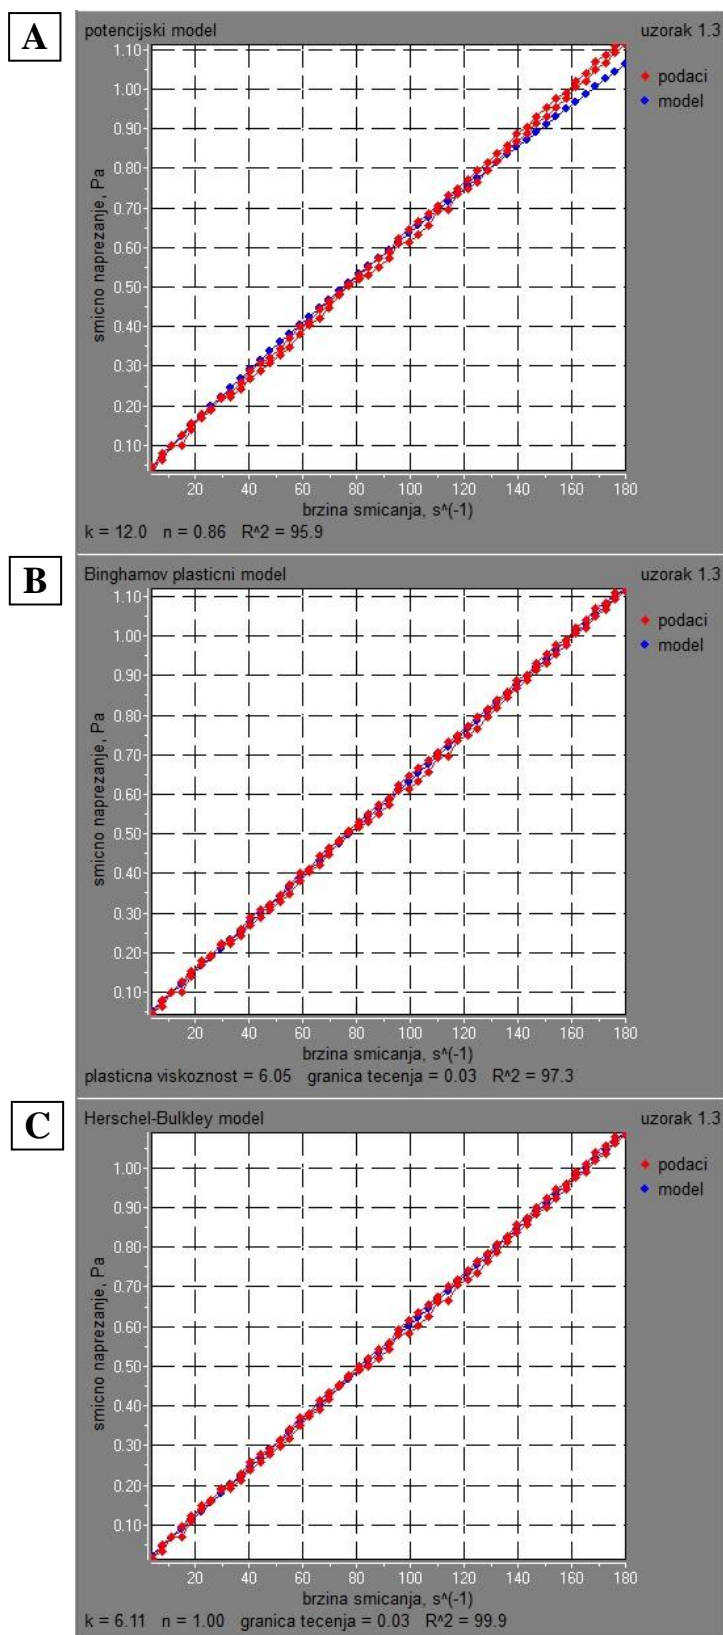 A
potencijski model
uzorak 1.3
podaci
model
smicno naprezanje, Pa
1.10
1.00
0.90
0.80
0.70
0.60
0.50
0.40
0.30
0.20
0.10
20 40 60 80 100 120 140 160 180
brzina smicanja, s^(-1)
k = 12.0 n = 0.86 R^2 = 95.9
B
Binghamov plasticni model
uzorak 1.3
podaci
model
smicno naprezanje, Pa
1.10
1.00
0.90
0.80
0.70
0.60
0.50
0.40
0.30
0.20
0.10
20 40 60 80 100 120 140 160 180
brzina smicanja, s^(-1)
plasticna viskoznost = 6.05 granica tecenja = 0.03 R^2 = 97.3
C
Herschel-Bulkley model
uzorak 1.3
podaci
model
smicno naprezanje, Pa
1.00
0.90
0.80
0.70
0.60
0.50
0.40
0.30
0.20
0.10
20 40 60 80 100 120 140 160 180
brzina smicanja, s^(-1)
k = 6.11 n = 1.00 granica tecenja = 0.03 R^2 = 99.9